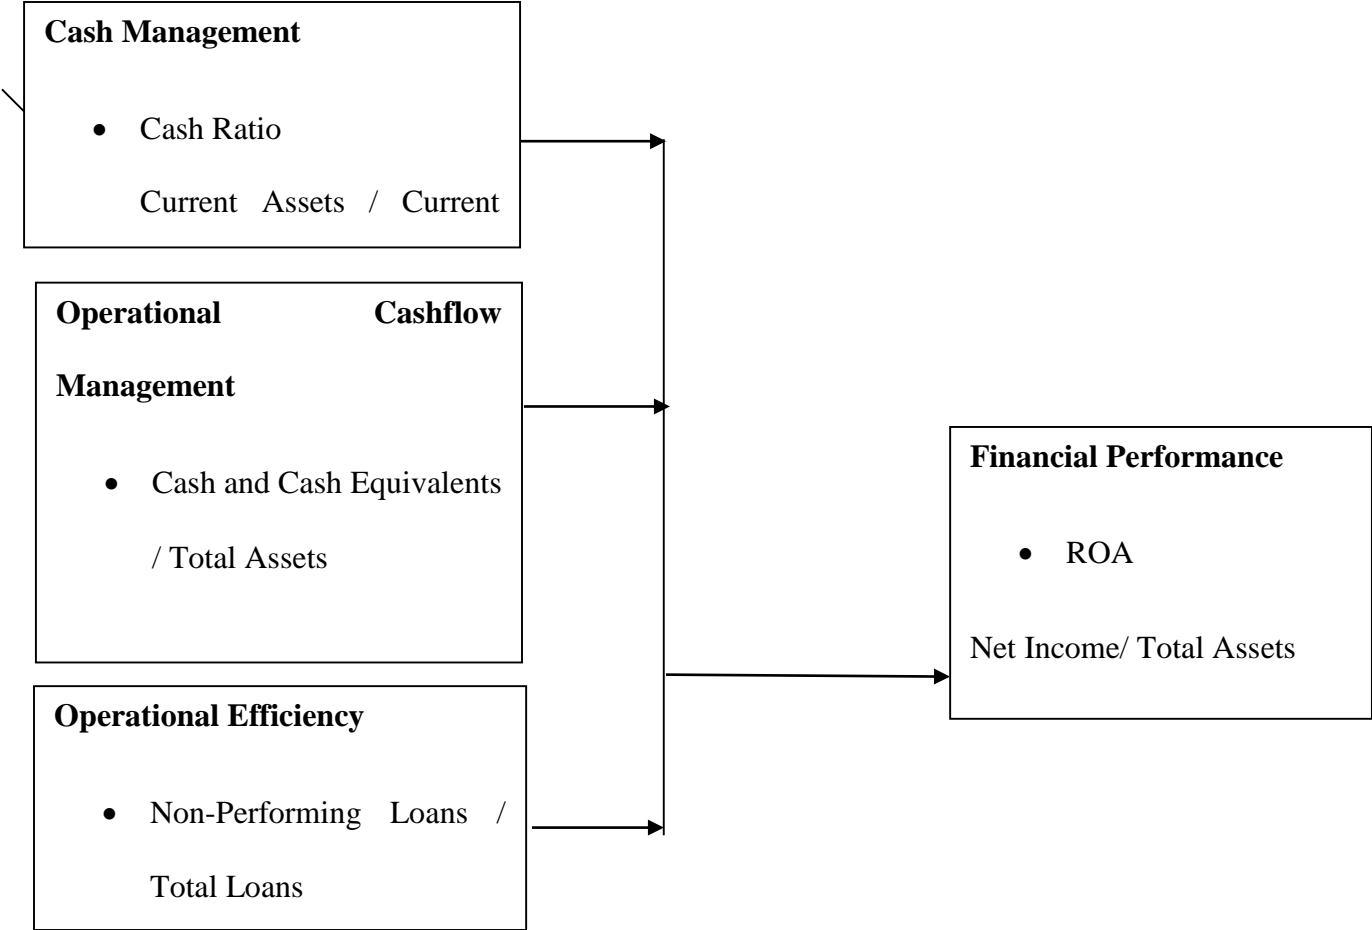 Cash Management
• Cash Ratio
Current Assets / Current
Operational Cashflow
Management
• Cash and Cash Equivalents
/ Total Assets
Operational Efficiency
• Non-Performing Loans /
Total Loans
Financial Performance
• ROA
Net Income/ Total Assets